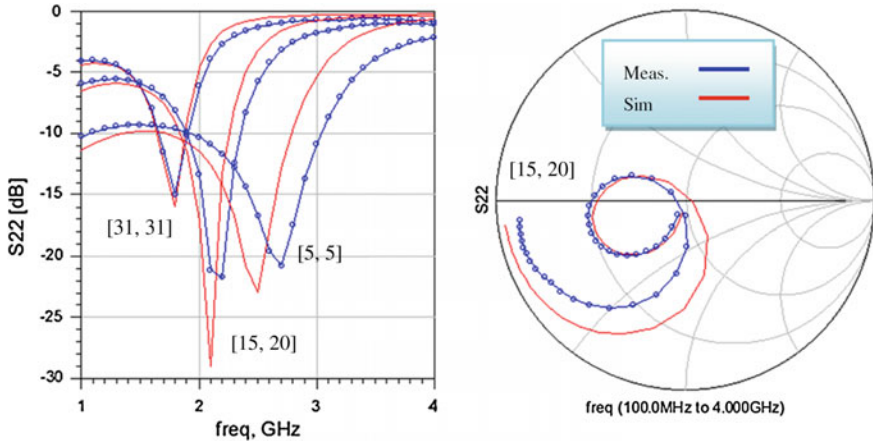 0
-5
-10
-15
-20
-25
-30
S22 [dB]
[31, 31]
[5, 5]
[15, 20]
1
2
3
4
freq, GHz
Meas.
Sim
[15, 20]
S22
freq (100.0MHz to 4.000GHz)